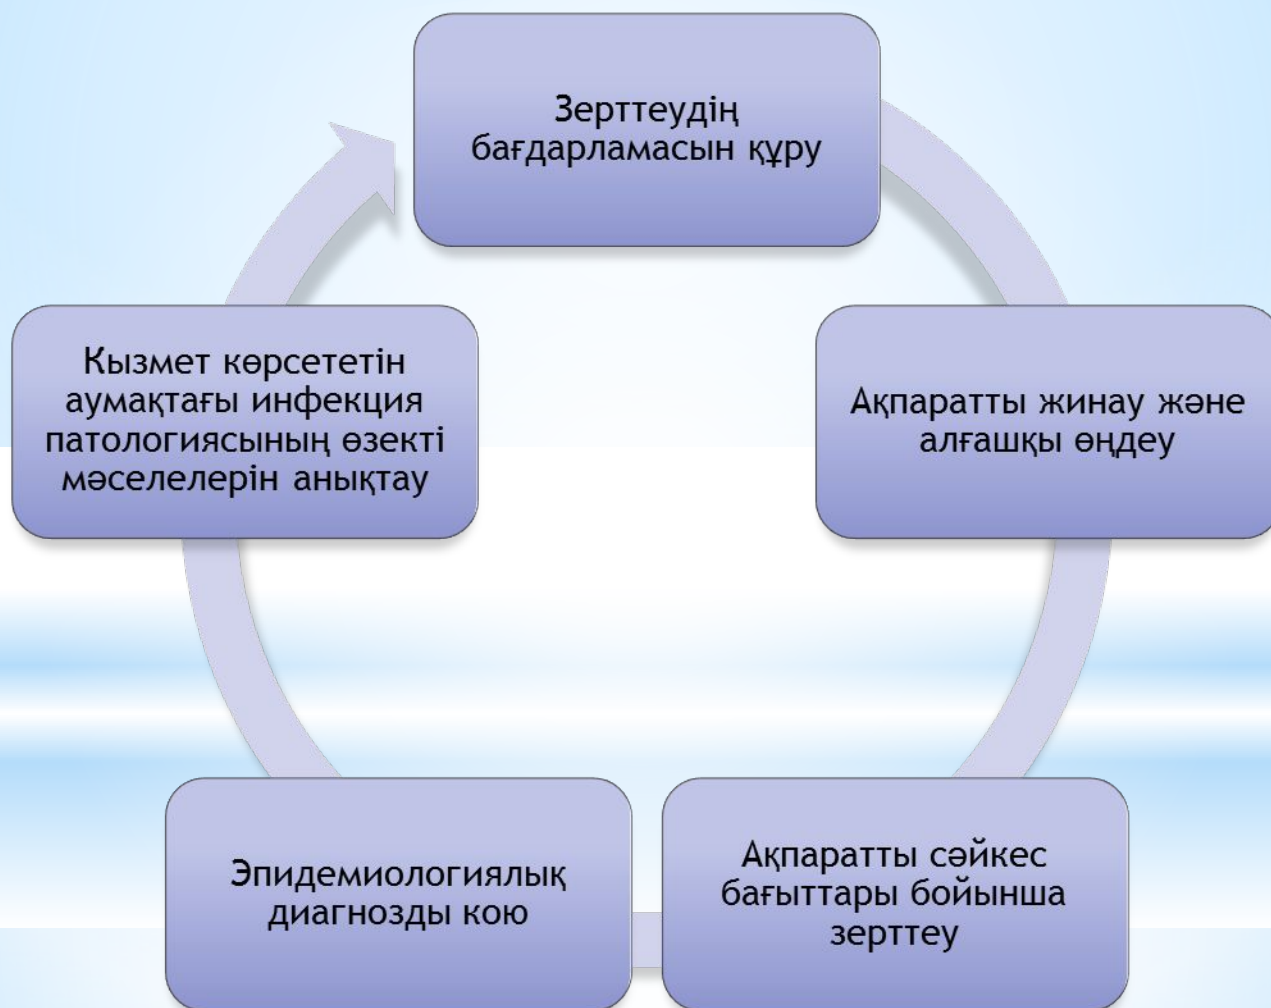 Зерттеудің
бағдарламасын құру
Ақпаратты жинау және
алғашқы өңдеу
Ақпаратты сәйкес
бағыттары бойынша
зерттеу
Эпидемиологиялық
диагнозды кою
Кызмет көрсететін
аумақтағы инфекция
патологиясының өзекті
мәселелерін анықтау